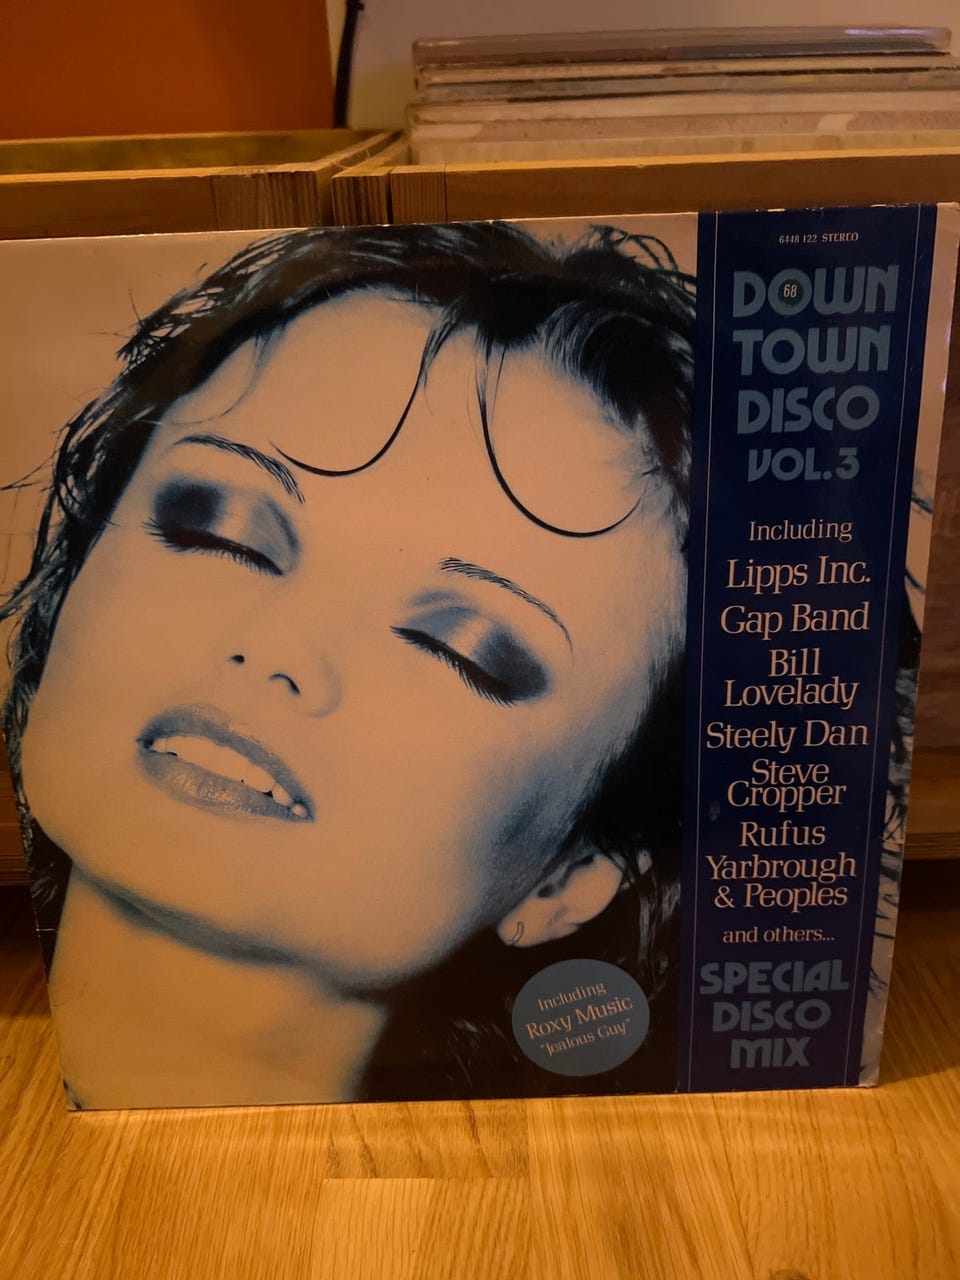 6448 122 STEREO
DOWN
68
TOWN
DISCO
VOL.3
Including
Lipps Inc.
Gap Band
Bill
Lovelady
Steely Dan
Steve
Cropper
Rufus
Yarbrough
& Peoples
and others...
SPECIAL
DISCO
MIX
Including
Roxy Music
"Jealous Guy"